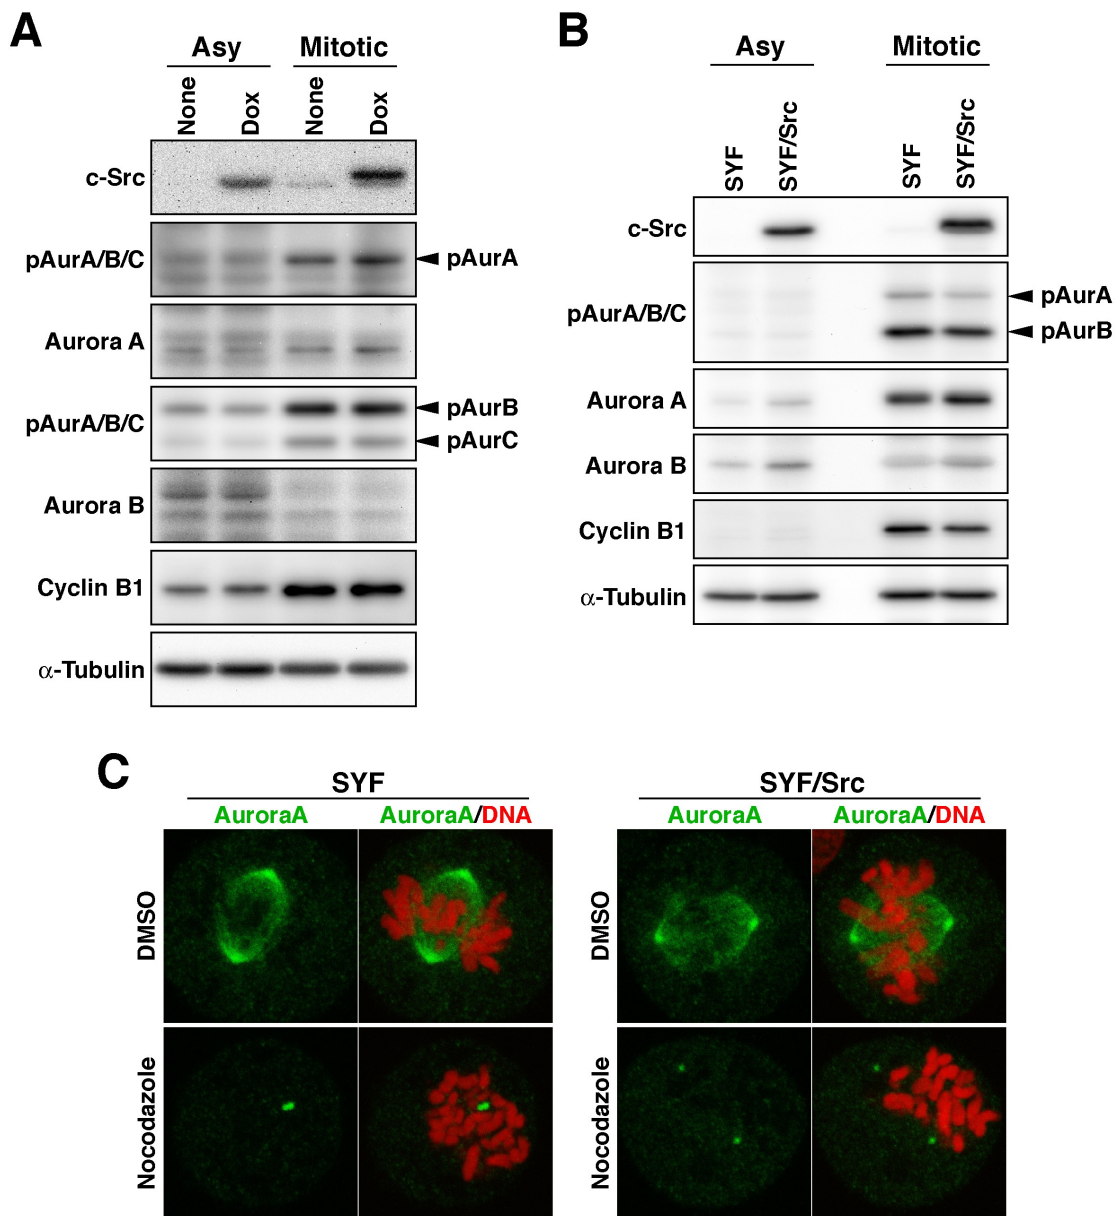 A
Asy Mitotic
None Dox None Dox
c-Src
pAurA/B/C pAurA
Aurora A
pAurA/B/C pAurB
pAurC
Aurora B
Cyclin B1
α-Tubulin
B
Asy Mitotic
SYF SYF/Src SYF SYF/Src
c-Src
pAurA/B/C pAurA
pAurB
Aurora A
Aurora B
Cyclin B1
α-Tubulin
C
SYF SYF/Src
AuroraA AuroraA/DNA AuroraA AuroraA/DNA
DMSO DMSO
Nocodazole Nocodazole